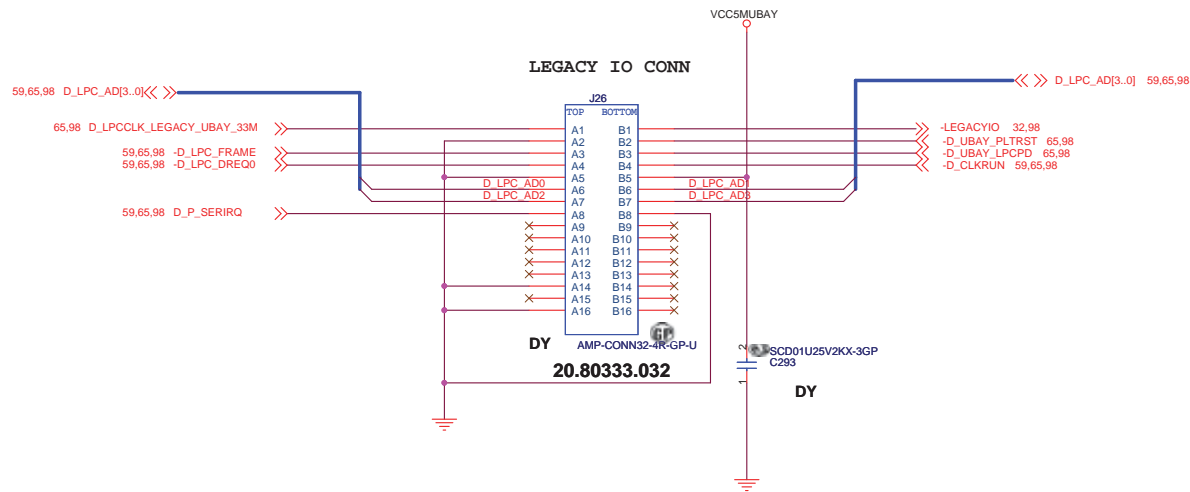 VCC5MUBAY
LEGACY IO CONN
59,65,98 D_LPC_AD[3..0]
D_LPC_AD[3..0] 59,65,98
J26
TOP BOTTOM
65,98 D_LPCCLK_LEGACY_UBAY_33M A1 B1 -LEGACYIO 32,98
A2 B2 -D_UBAY_PLTRST 65,98
59,65,98 -D_LPC_FRAME A3 B3 -D_UBAY_LPCPD 65,98
59,65,98 -D_LPC_DREQ0 A4 B4 -D_CLKRUN 59,65,98
A5 B5
D_LPC_AD0 A6 B6 D_LPC_AD1
D_LPC_AD2 A7 B7 D_LPC_AD3
59,65,98 D_P_SERIRQ A8 B8
A9 B9
A10 B10
A11 B11
A12 B12
A13 B13
A14 B14
A15 B15
A16 B16
GP
DY AMP-CONN32-4R-GP-U
20.80333.032
2 SCD01U25V2KX-3GP
C293
1
DY